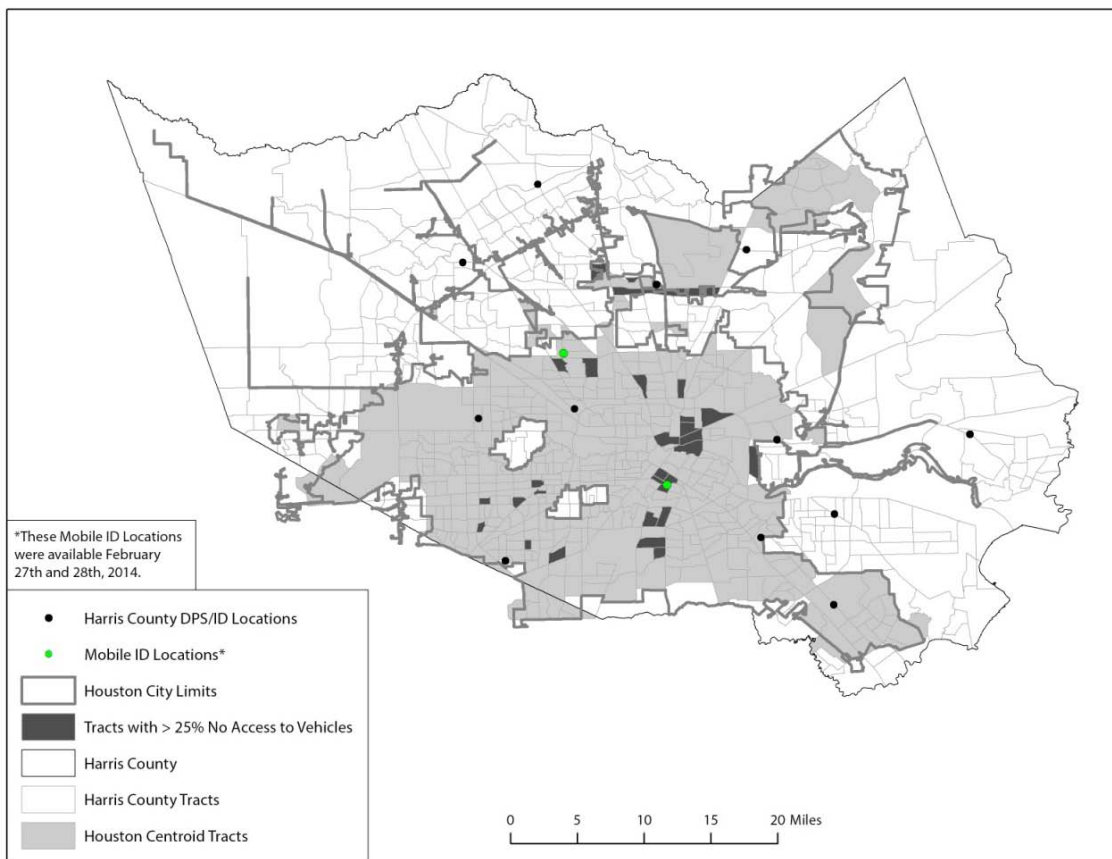 *These Mobile ID Locations
were available February
27th and 28th, 2014.
Harris County DPS/ID Locations
Mobile ID Locations*
Houston City Limits
Tracts with > 25% No Access to Vehicles
Harris County
Harris County Tracts
Houston Centroid Tracts
0 5 10 15 20 Miles